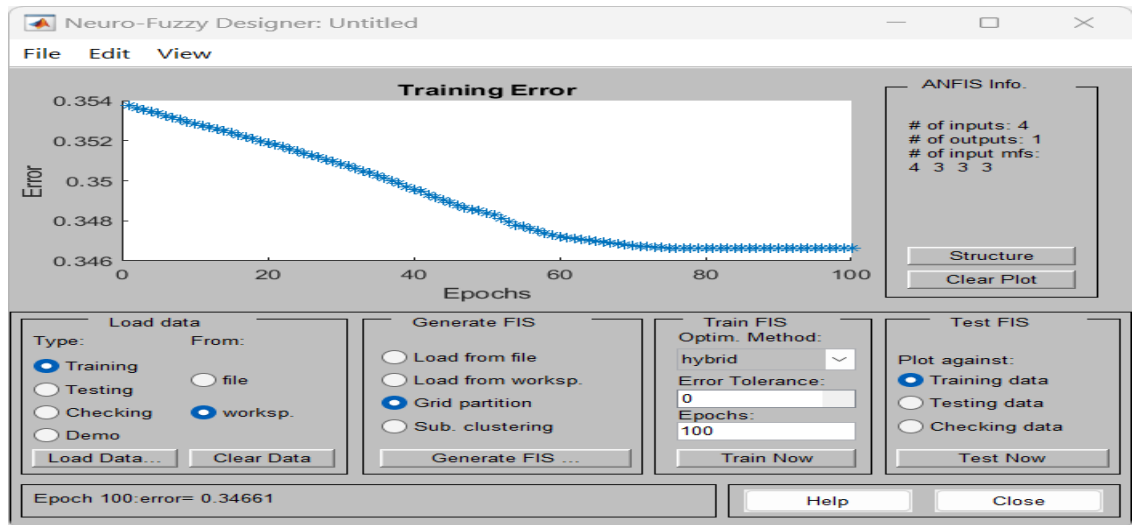 Neuro-Fuzzy Designer: Untitled
File Edit View
Training Error
0.354
0.352
0.35
0.348
0.346
Error
0 20 40 60 80 100
Epochs
ANFIS Info.
# of inputs: 4
# of outputs: 1
# of input mfs:
4 3 3 3
Structure
Clear Plot
Load data
Type: From:
Training
file
Testing
Checking
worksp.
Demo
Load Data... Clear Data
Generate FIS
Load from file
Load from worksp.
Grid partition
Sub. clustering
Generate FIS ...
Train FIS
Optim. Method:
hybrid
Error Tolerance:
0
Epochs:
100
Train Now
Test FIS
Plot against:
Training data
Testing data
Checking data
Test Now
Epoch 100:error= 0.34661
Help Close